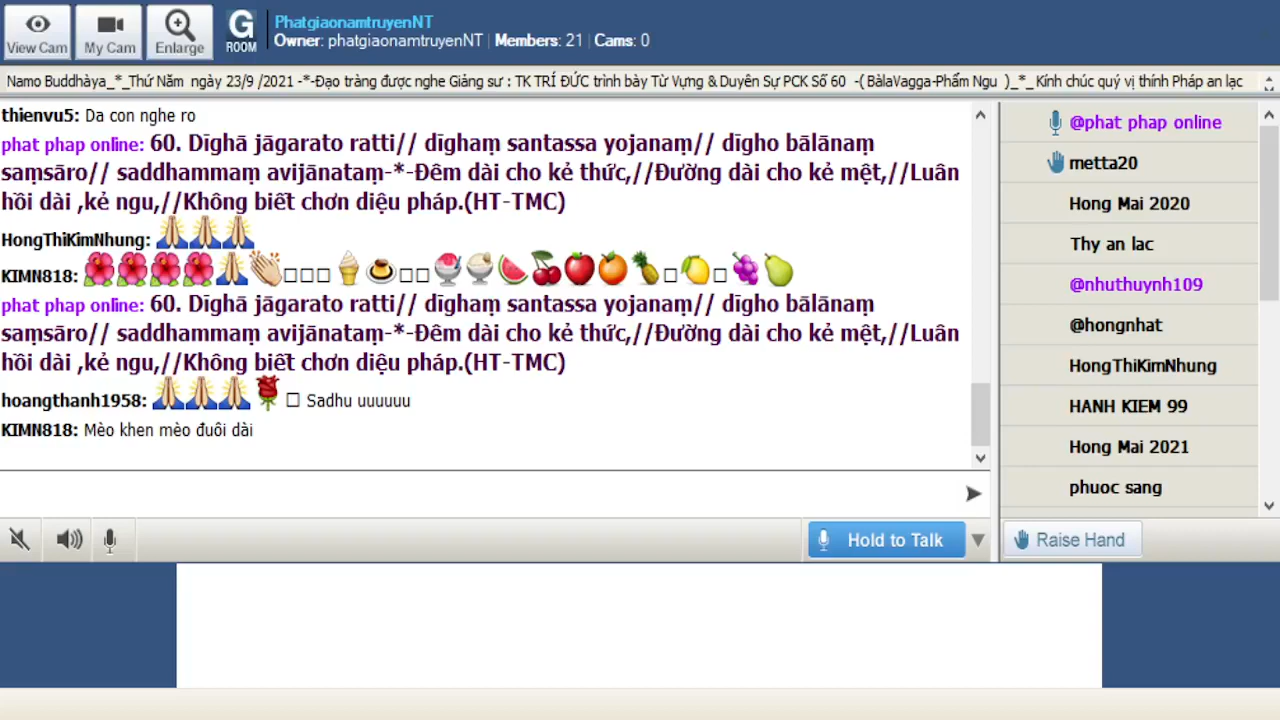 View Cam
My Cam
Enlarge
G
ROOM
PhatgiaonamtruyenNT
Owner: phatgiaonamtruyenNT | Members: 21 | Cams: 0
Namo Buddhàya_*_Thứ Năm ngày 23/9 /2021 -*-Đạo tràng được nghe Giảng sư : TK TRÍ ĐỨC trình bày Từ Vựng & Duyên Sự PCK Số 60 -( BàlaVagga-Phẩm Ngu )_*_ Kính chúc quý vị thính Pháp an lạc
thienvu5: Da con nghe ro
phat phap online: 60. Dīghā jāgarato ratti// dīghaṃ santassa yojanaṃ// dīgho bālānaṃ
saṃsāro// saddhammaṃ avijānataṃ-*-Đêm dài cho kẻ thức,//Đường dài cho kẻ mệt,//Luân
hồi dài ,kẻ ngu,//Không biết chơn diệu pháp.(HT-TMC)
HongThiKimNhung:
KIMN818:
phat phap online: 60. Dīghā jāgarato ratti// dīghaṃ santassa yojanaṃ// dīgho bālānaṃ
saṃsāro// saddhammaṃ avijānataṃ-*-Đêm dài cho kẻ thức,//Đường dài cho kẻ mệt,//Luân
hồi dài ,kẻ ngu,//Không biết chơn diệu pháp.(HT-TMC)
hoangthanh1958: Sadhu uuuuuu
KIMN818: Mèo khen mèo đuôi dài
Hold to Talk
@phat phap online
metta20
Hong Mai 2020
Thy an lac
@nhuthuynh109
@hongnhat
HongThiKimNhung
HANH KIEM 99
Hong Mai 2021
phuoc sang
Raise Hand